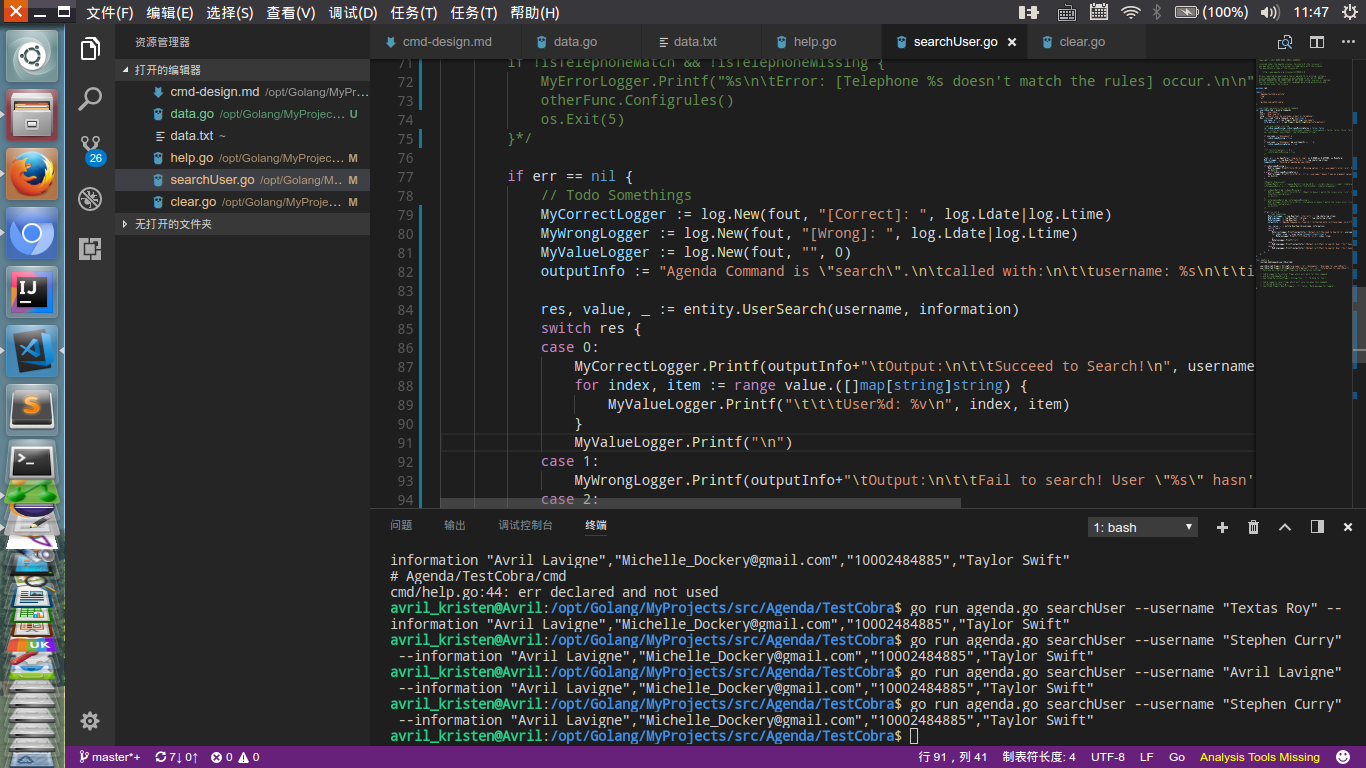 文件(F) 编辑(E) 选择(S) 查看(V) 调试(D) 任务(T) 任务(T) 帮助(H)
(100%) 11:47
资源管理器
打开的编辑器
cmd-design.md /opt/Golang/MyPr...
data.go /opt/Golang/MyProjec... U
data.txt ~
help.go /opt/Golang/MyProjec... M
searchUser.go /opt/Golang/M... M
clear.go /opt/Golang/MyProje... M
无打开的文件夹
26
cmd-design.md data.go data.txt help.go searchUser.go clear.go
71 if !isTelephoneMatch && !isTelephoneMissing {
72 MyErrorLogger.Printf("%s\n\tError: [Telephone %s doesn't match the rules] occur.\n\n"
73 otherFunc.Configrules()
74 os.Exit(5)
75 }*/
76
77 if err == nil {
78 // Todo Somethings
79 MyCorrectLogger := log.New(fout, "[Correct]: ", log.Ldate|log.Ltime)
80 MyWrongLogger := log.New(fout, "[Wrong]: ", log.Ldate|log.Ltime)
81 MyValueLogger := log.New(fout, "", 0)
82 outputInfo := "Agenda Command is \"search\".\n\tcalled with:\n\t\tusername: %s\n\t\ti
83
84 res, value, _ := entity.UserSearch(username, information)
85 switch res {
86 case 0:
87 MyCorrectLogger.Printf(outputInfo+"\tOutput:\n\t\tSucceed to Search!\n", username
88 for index, item := range value.([]map[string]string) {
89 MyValueLogger.Printf("\t\t\tUser%d: %v\n", index, item)
90 }
91 MyValueLogger.Printf("\n")
92 case 1:
93 MyWrongLogger.Printf(outputInfo+"\tOutput:\n\t\tFail to search! User \"%s\" hasn'
94 case 2:
问题 输出 调试控制台 终端
1: bash
information "Avril Lavigne","Michelle_Dockery@gmail.com","10002484885","Taylor Swift"
# Agenda/TestCobra/cmd
cmd/help.go:44: err declared and not used
avril_kristen@Avril:/opt/Golang/MyProjects/src/Agenda/TestCobra$ go run agenda.go searchUser --username "Textas Roy" --
information "Avril Lavigne","Michelle_Dockery@gmail.com","10002484885","Taylor Swift"
avril_kristen@Avril:/opt/Golang/MyProjects/src/Agenda/TestCobra$ go run agenda.go searchUser --username "Stephen Curry"
--information "Avril Lavigne","Michelle_Dockery@gmail.com","10002484885","Taylor Swift"
avril_kristen@Avril:/opt/Golang/MyProjects/src/Agenda/TestCobra$ go run agenda.go searchUser --username "Avril Lavigne"
--information "Avril Lavigne","Michelle_Dockery@gmail.com","10002484885","Taylor Swift"
avril_kristen@Avril:/opt/Golang/MyProjects/src/Agenda/TestCobra$ go run agenda.go searchUser --username "Stephen Curry"
--information "Avril Lavigne","Michelle_Dockery@gmail.com","10002484885","Taylor Swift"
avril_kristen@Avril:/opt/Golang/MyProjects/src/Agenda/TestCobra$
IJ
S
UK
master*+ 7↓ 0↑ 0 0 行 91，列 41 制表符长度: 4 UTF-8 LF Go Analysis Tools Missing